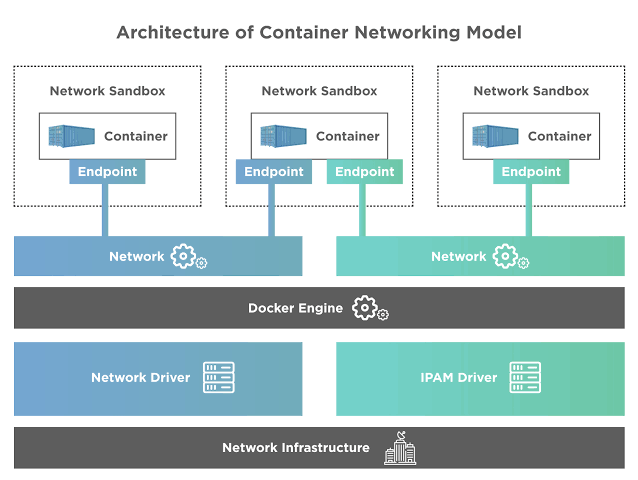 Architecture of Container Networking Model
Network Sandbox
Network Sandbox
Network Sandbox
Container
Container
Container
Endpoint
Endpoint
Endpoint
Endpoint
Network
Network
Docker Engine
Network Driver
IPAM Driver
Network Infrastructure